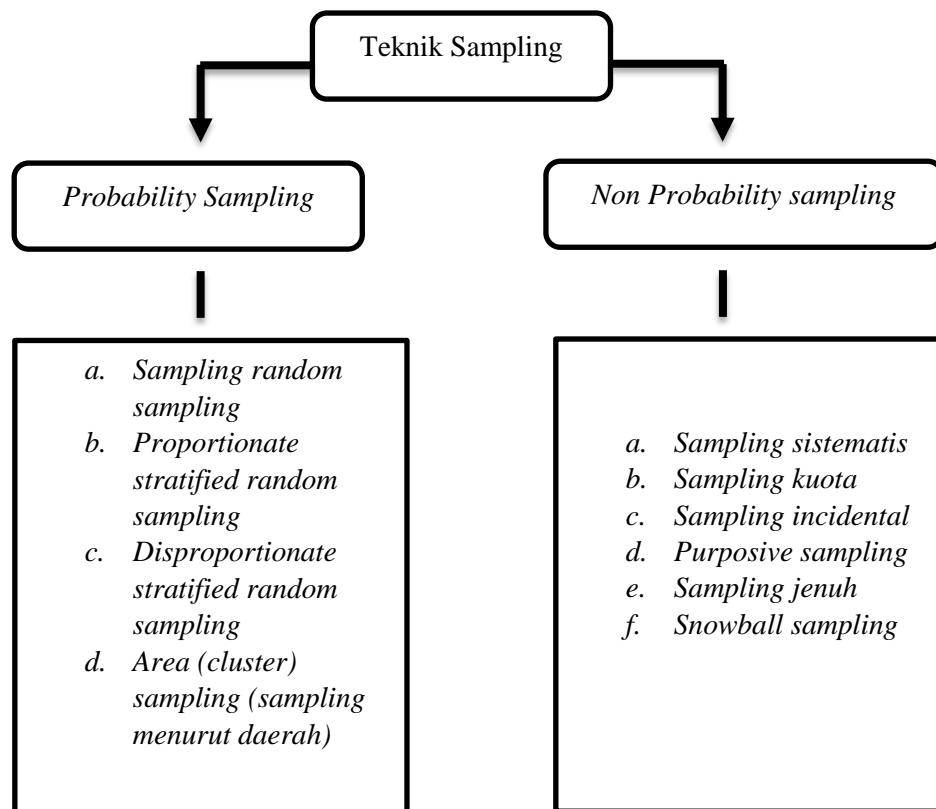 Teknik Sampling
Probability Sampling
Non Probability sampling
a. Sampling random
sampling
b. Proportionate
stratified random
sampling
c. Disproportionate
stratified random
sampling
d. Area (cluster)
sampling (sampling
menurut daerah)
a. Sampling sistematis
b. Sampling kuota
c. Sampling incidental
d. Purposive sampling
e. Sampling jenuh
f. Snowball sampling